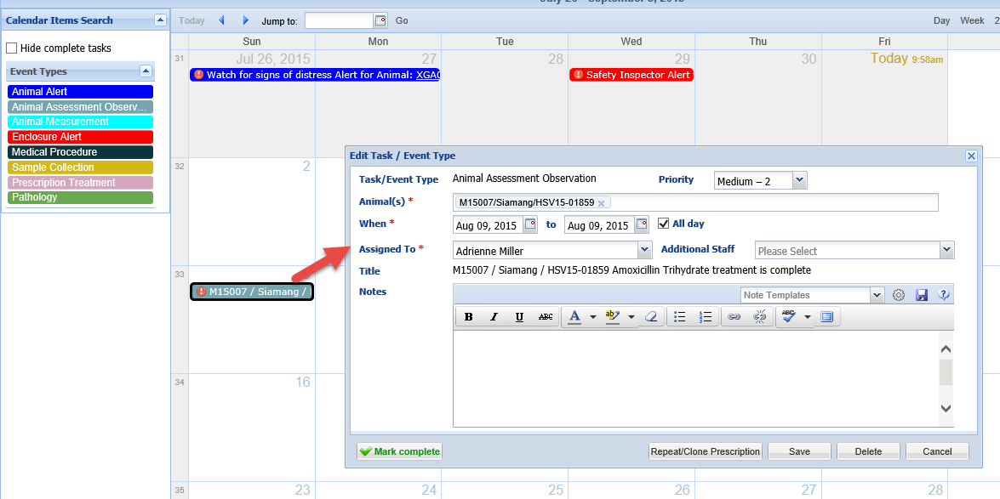 Calendar Items Search
Today
Jump to:
Go
Day Week 2
Hide complete tasks
Event Types
Animal Alert
Animal Assessment Observ...
Animal Measurement
Enclosure Alert
Medical Procedure
Sample Collection
Prescription Treatment
Pathology
Sun Mon Tue Wed Thu Fri
31 Jul 26, 2015 27 28 29 30 Today 9:58am
Watch for signs of distress Alert for Animal: XGAC
Safety Inspector Alert
32 2
33
M15007 / Siamang /
34 16
35 23 24 25 26 27 28
Edit Task / Event Type
Task/Event Type Animal Assessment Observation Priority Medium – 2
Animal(s) * M15007/Siamang/HSV15-01859
When * Aug 09, 2015 to Aug 09, 2015 All day
Assigned To * Adrienne Miller Additional Staff Please Select
Title M15007 / Siamang / HSV15-01859 Amoxicillin Trihydrate treatment is complete
Notes Note Templates
B I U ABC A ab ABC
Mark complete Repeat/Clone Prescription Save Delete Cancel